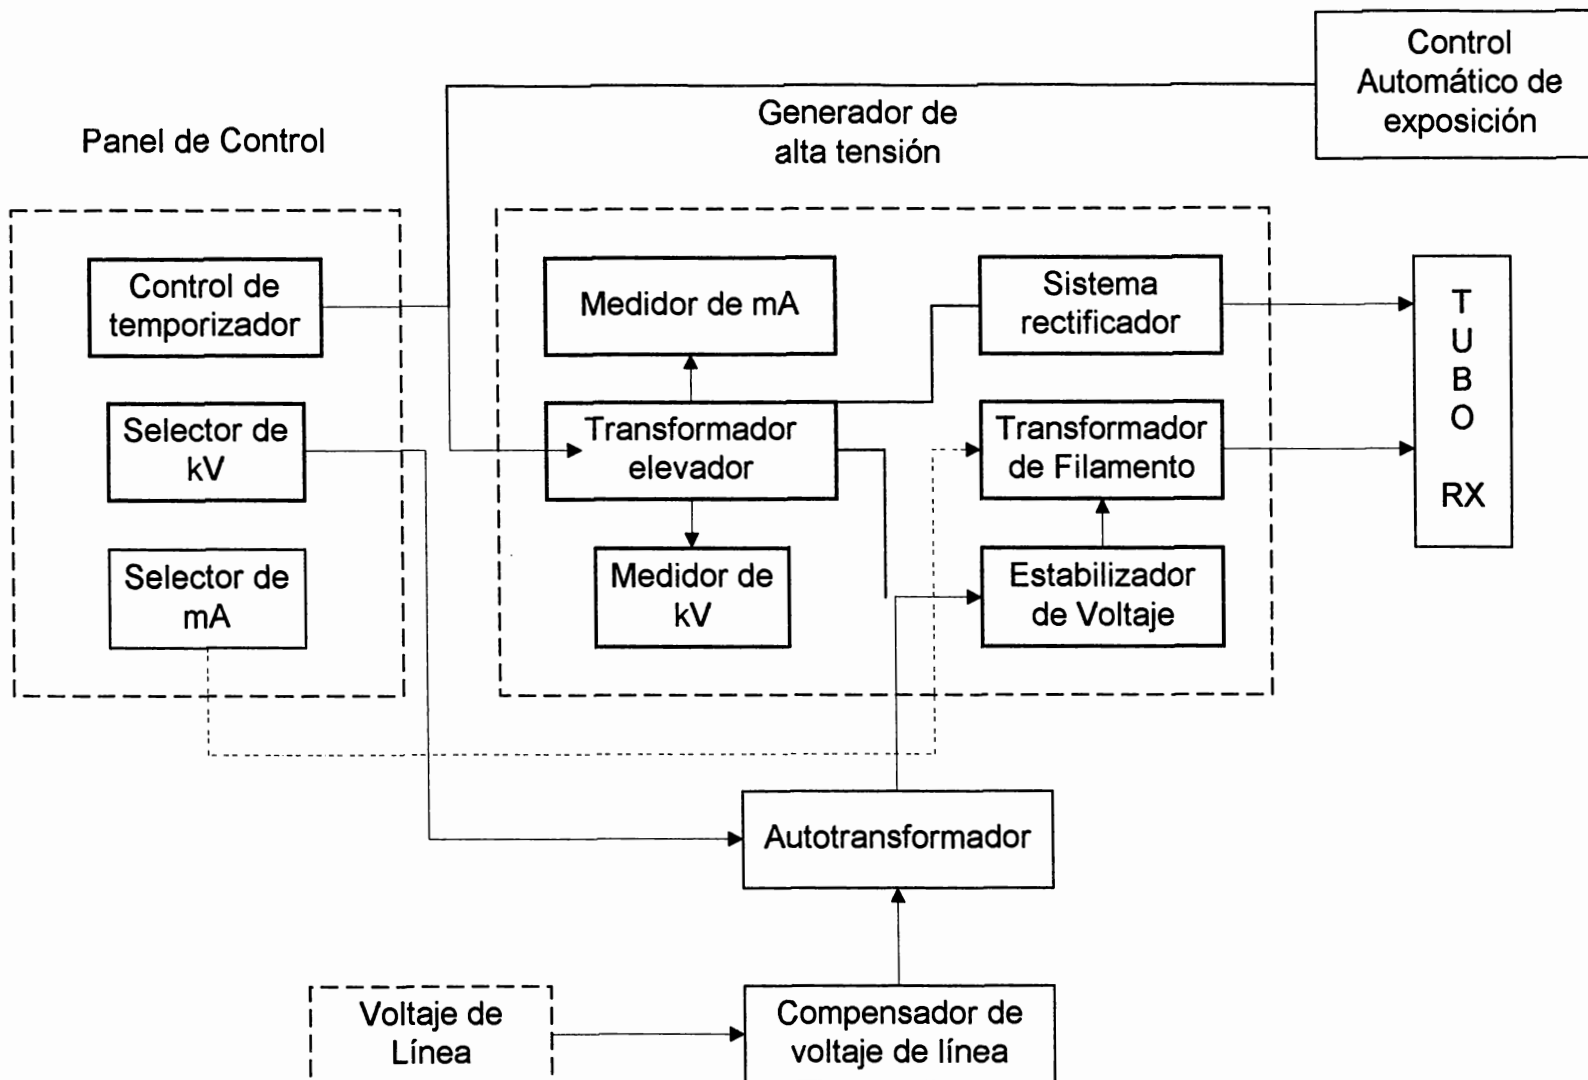 Control
Automático de
exposición
Panel de Control
Generador de
alta tensión
Control de
temporizador
Medidor de mA
Sistema
rectificador
T
U
B
O
RX
Selector de
kV
Transformador
elevador
Transformador
de Filamento
Selector de
mA
Medidor de
kV
Estabilizador
de Voltaje
Autotransformador
Voltaje de
Línea
Compensador de
voltaje de línea